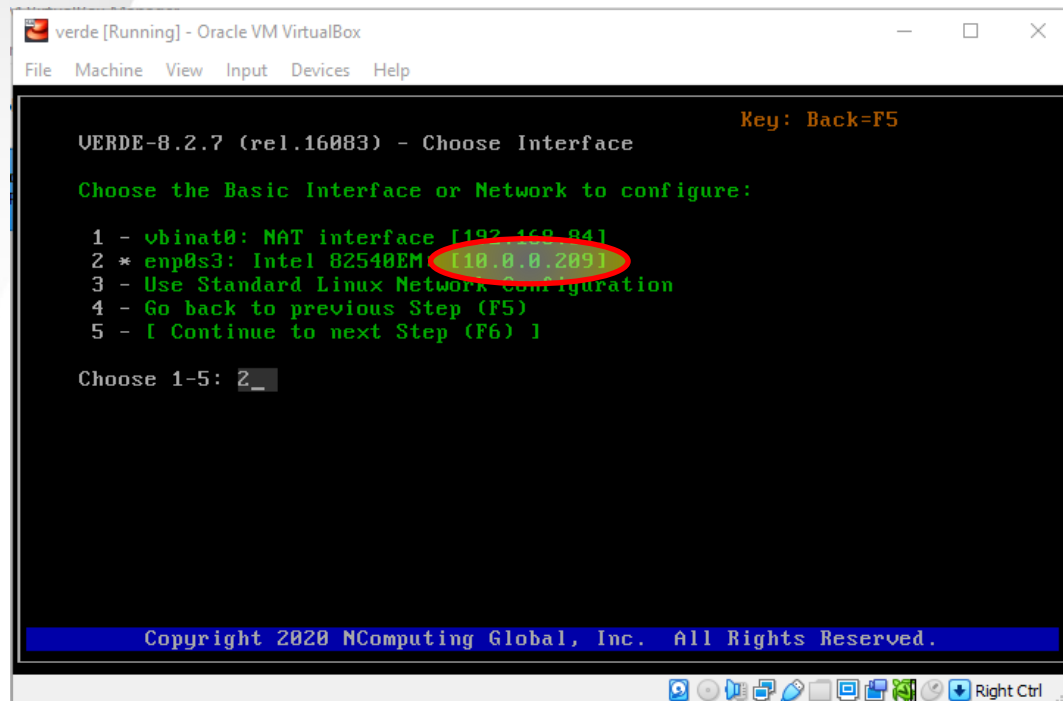 verde [Running] - Oracle VM VirtualBox
File Machine View Input Devices Help
Key: Back=F5
VERDE-8.2.7 (rel.16083) - Choose Interface
Choose the Basic Interface or Network to configure:
1 - vbinat0: NAT interface [192.168.84]
2 * enp0s3: Intel 82540EM: [10.0.0.209]
3 - Use Standard Linux Network Configuration
4 - Go back to previous Step (F5)
5 - [ Continue to next Step (F6) ]
Choose 1-5: 2_
Copyright 2020 NComputing Global, Inc. All Rights Reserved.
Right Ctrl